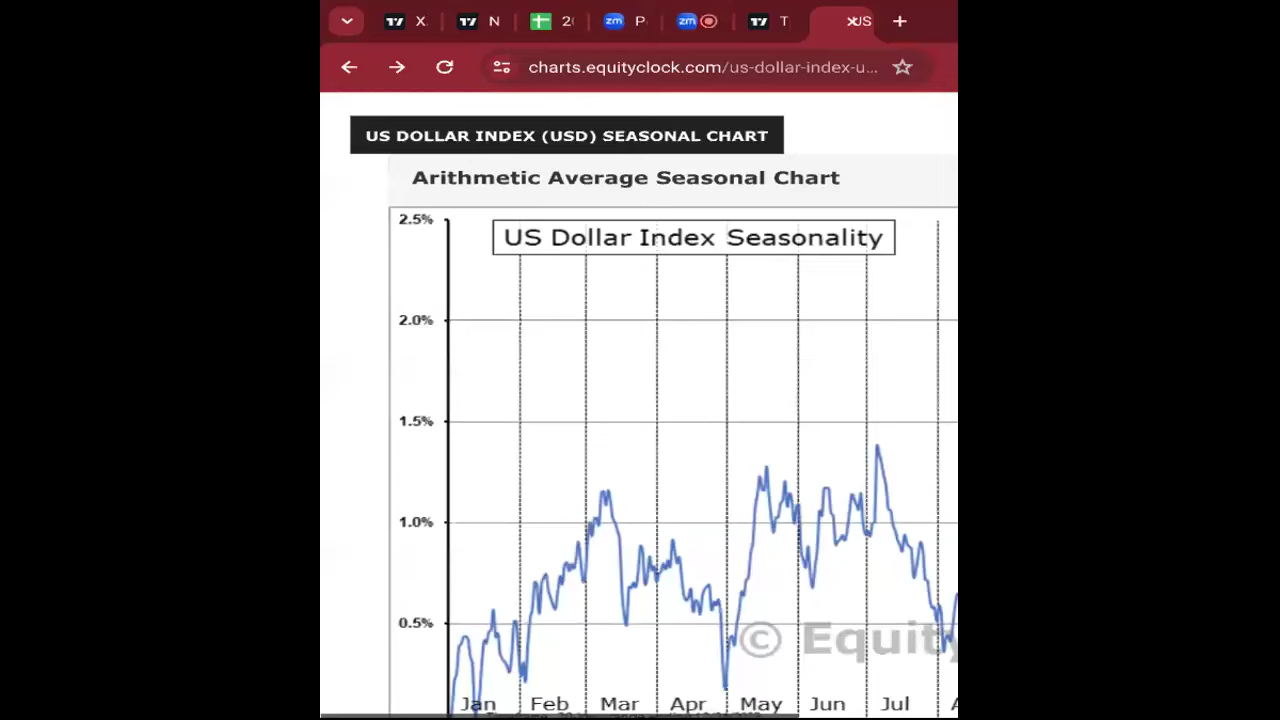 X
N
20
P
T
US
charts.equityclock.com/us-dollar-index-u...
US DOLLAR INDEX (USD) SEASONAL CHART
Arithmetic Average Seasonal Chart
US Dollar Index Seasonality
2.5%
2.0%
1.5%
1.0%
0.5%
© Equity
Jan Feb Mar Apr May Jun Jul A